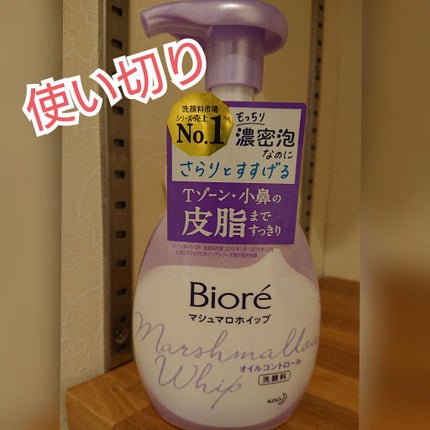 使い切り
洗顔料市場
シリーズ売上
No.1
もっちり
濃密泡
なのに
さらりとすすげる
Tゾーン・小鼻の
皮脂まで
すっきり
Bioré
マシュマロホイップ
Marshmallow
Whip
オイルコントロール
洗顔料
KAO